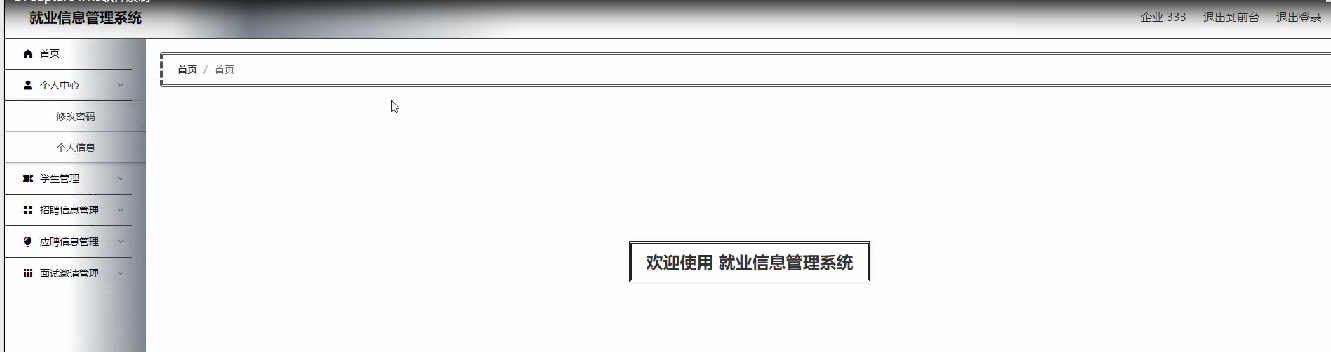 就业信息管理系统
企业 333 退出到前台 退出登录
首页
首页 / 首页
个人中心
修改密码
个人信息
学生管理
招聘信息管理
应聘信息管理
欢迎使用 就业信息管理系统
面试邀请管理